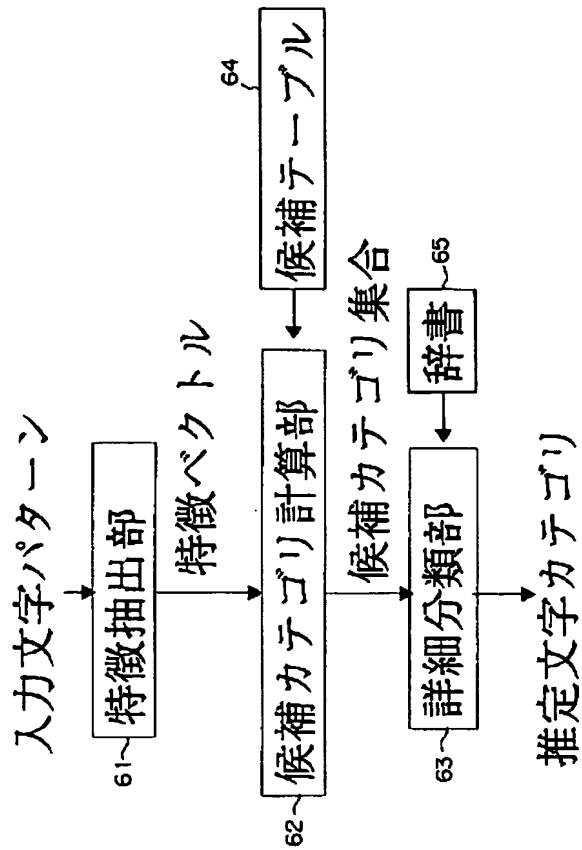 入力文字パターン
特徴抽出部
61
特徴ベクトル
候補カテゴリ計算部
62
候補テーブル
64
候補カテゴリ集合
詳細分類部
63
辞書
65
推定文字カテゴリ